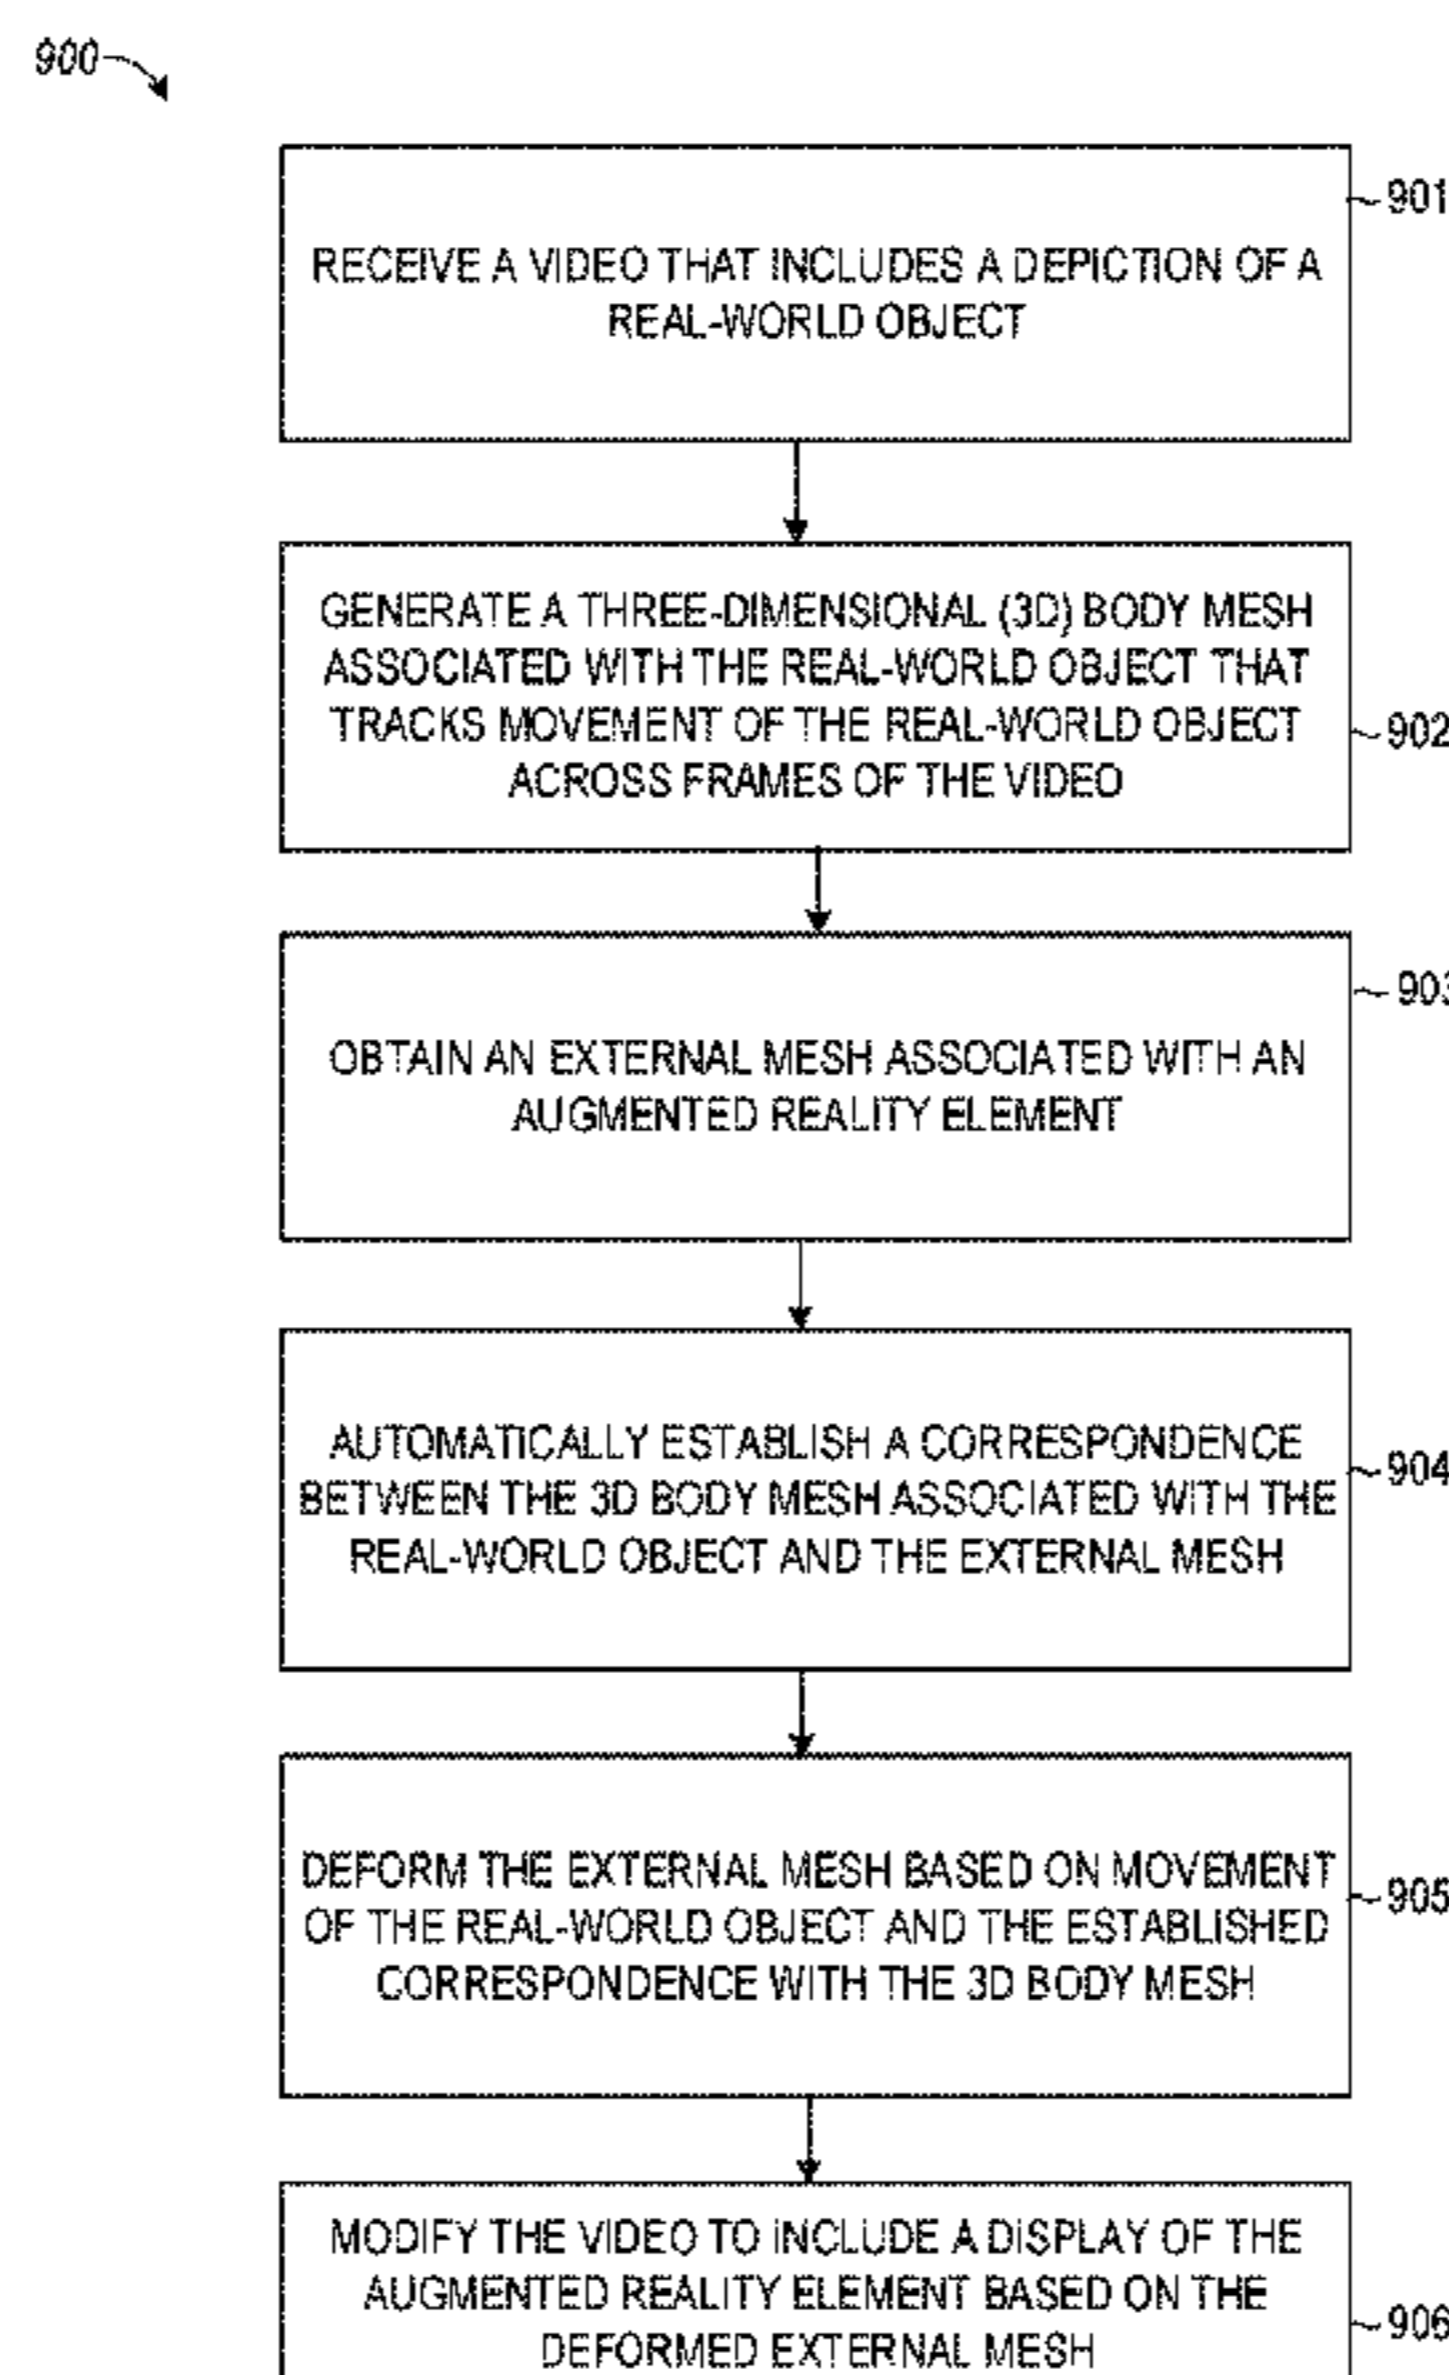 900
901
RECEIVE A VIDEO THAT INCLUDES A DEPICTION OF A
REAL-WORLD OBJECT
GENERATE A THREE-DIMENSIONAL (3D) BODY MESH
ASSOCIATED WITH THE REAL-WORLD OBJECT THAT
TRACKS MOVEMENT OF THE REAL-WORLD OBJECT
ACROSS FRAMES OF THE VIDEO
902
903
OBTAIN AN EXTERNAL MESH ASSOCIATED WITH AN
AUGMENTED REALITY ELEMENT
AUTOMATICALLY ESTABLISH A CORRESPONDENCE
BETWEEN THE 3D BODY MESH ASSOCIATED WITH THE
REAL-WORLD OBJECT AND THE EXTERNAL MESH
904
DEFORM THE EXTERNAL MESH BASED ON MOVEMENT
OF THE REAL-WORLD OBJECT AND THE ESTABLISHED
CORRESPONDENCE WITH THE 3D BODY MESH
905
MODIFY THE VIDEO TO INCLUDE A DISPLAY OF THE
AUGMENTED REALITY ELEMENT BASED ON THE
DEFORMED EXTERNAL MESH
906